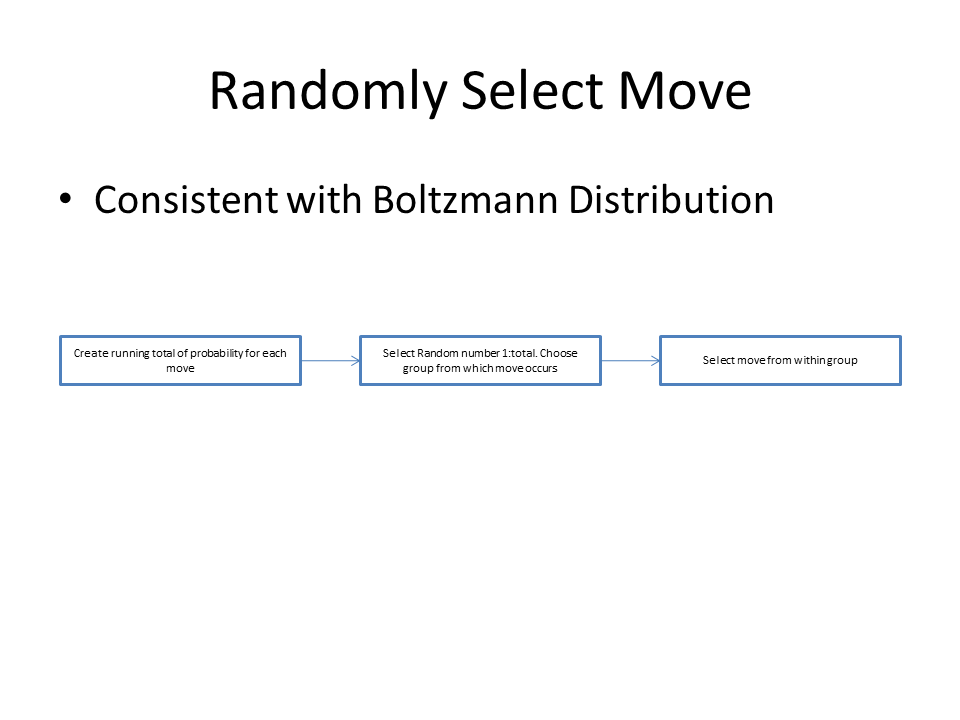 Randomly Select Move
• Consistent with Boltzmann Distribution
Create running total of probability for each
move
Select Random number 1:total. Choose
group from which move occurs
Select move from within group